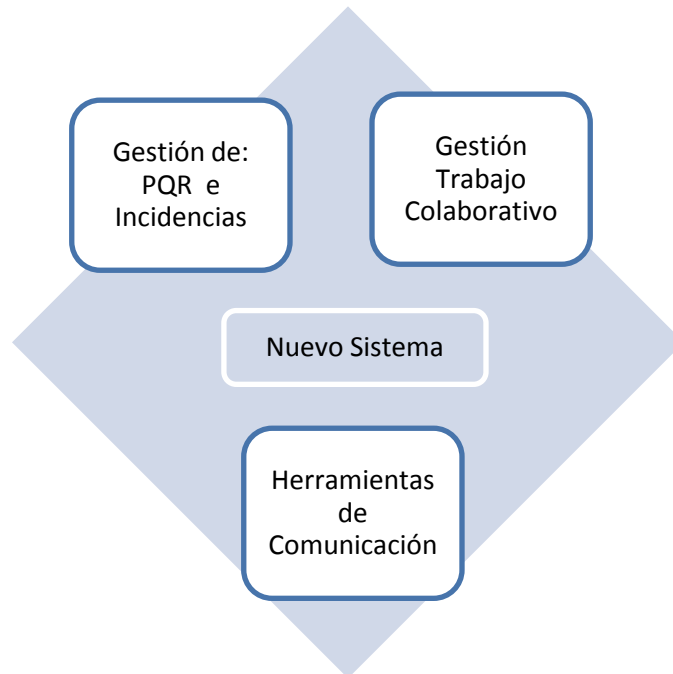 Gestión de:
PQR e
Incidencias
Gestión
Trabajo
Colaborativo
Nuevo Sistema
Herramientas
de
Comunicación